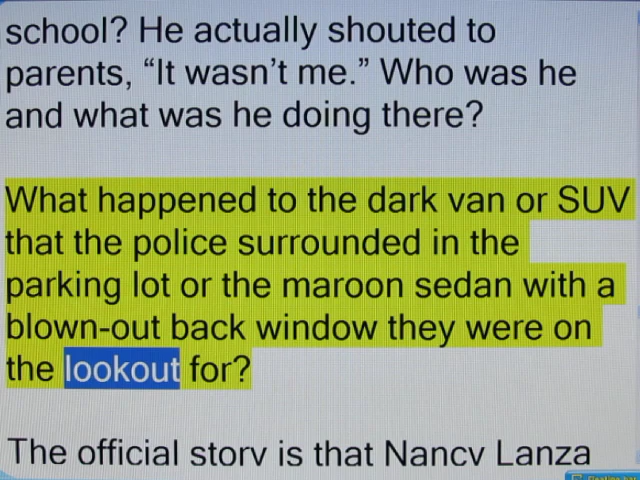 school? He actually shouted to
parents, “It wasn’t me.” Who was he
and what was he doing there?
What happened to the dark van or SUV
that the police surrounded in the
parking lot or the maroon sedan with a
blown-out back window they were on
the lookout for?
The official story is that Nancy Lanza